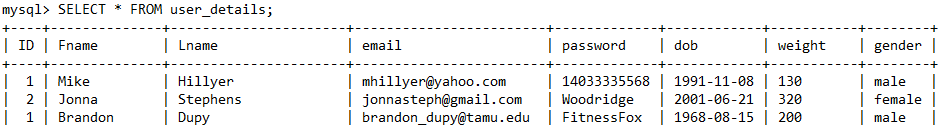 mysql> SELECT * FROM user_details;
+----+--------------+------------------+------------------------+-------------+------------+------------+--------+
| ID | Fname | Lname | email | password | dob | weight | gender |
+----+--------------+------------------+------------------------+-------------+------------+------------+--------+
| 1 | Mike | Hillyer | mhillyer@yahoo.com | 14033335568 | 1991-11-08 | 130 | male |
| 2 | Jonna | Stephens | jonnasteph@gmail.com | Woodridge | 2001-06-21 | 320 | female |
| 1 | Brandon | Dupy | brandon_dupy@tamu.edu | FitnessFox | 1968-08-15 | 200 | male |